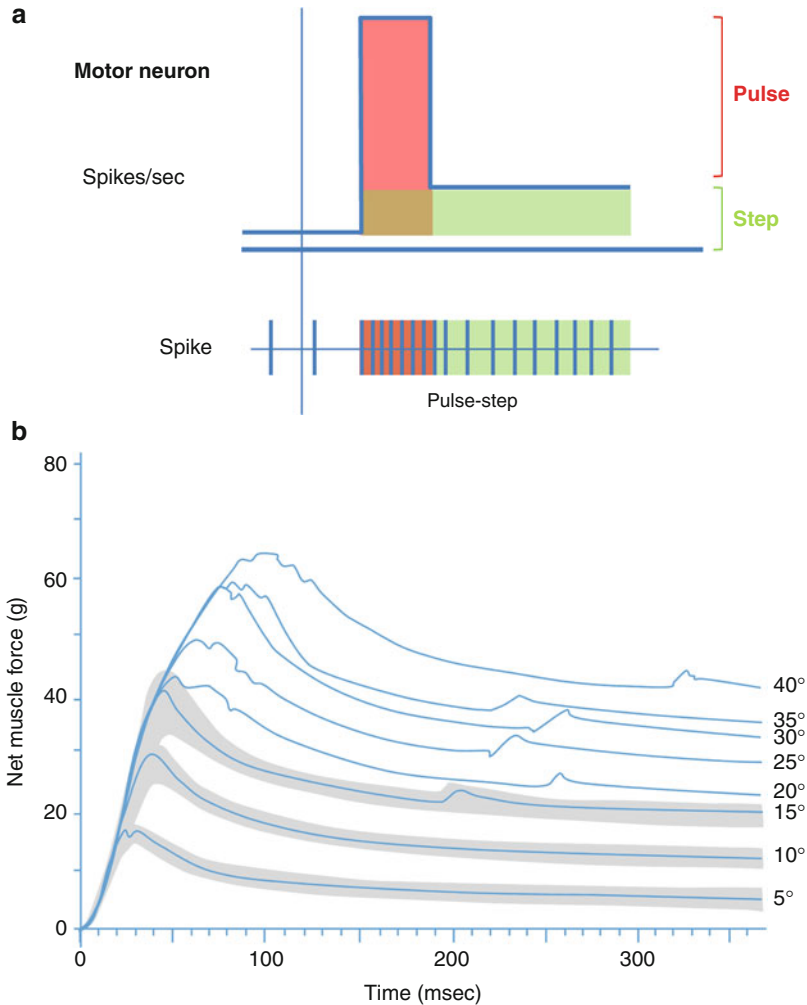 a
Motor neuron
Pulse
Spikes/sec
Step
Spike
Pulse-step
b
80
60
40
20
0
Net muscle force (g)
40°
35°
30°
25°
20°
15°
10°
5°
0
100
200
300
Time (msec)